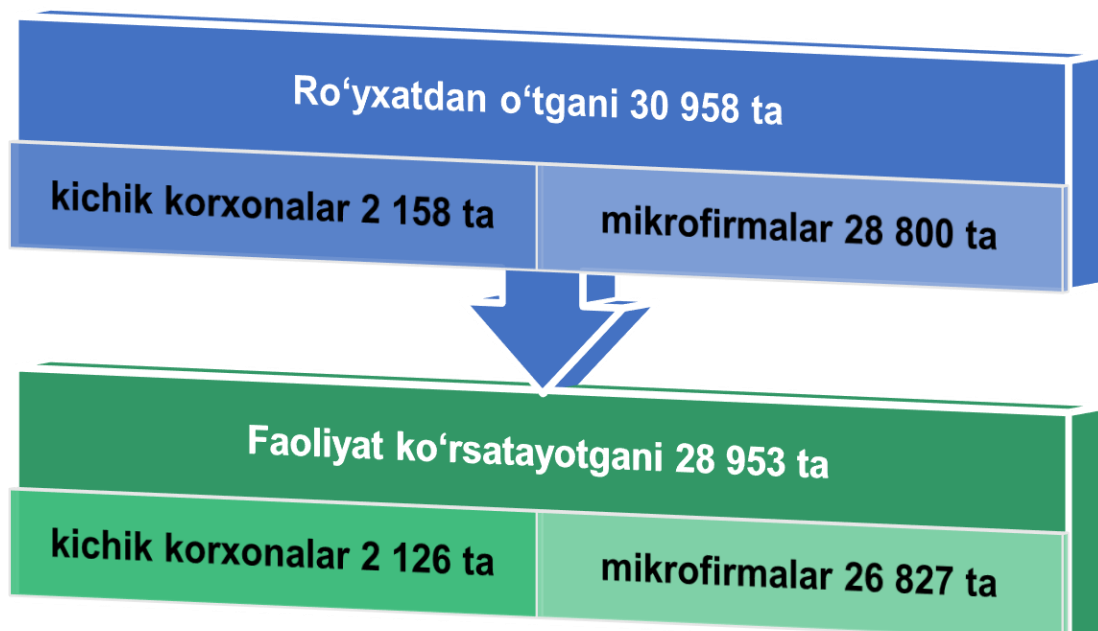 Ro‘yxatdan o‘tgani 30 958 ta
kichik korxonalar 2 158 ta
mikrofirmalar 28 800 ta
Faoliyat ko‘rsatayotgani 28 953 ta
kichik korxonalar 2 126 ta
mikrofirmalar 26 827 ta